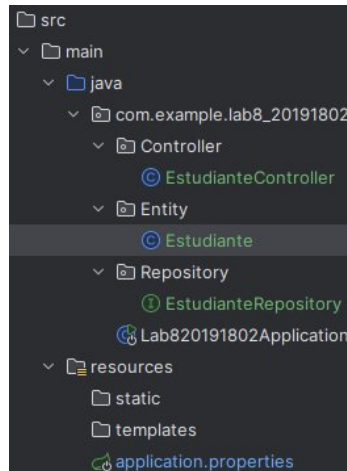 src
main
java
com.example.lab8_20191802
Controller
EstudianteController
Entity
Estudiante
Repository
EstudianteRepository
Lab820191802Application
resources
static
templates
application.properties